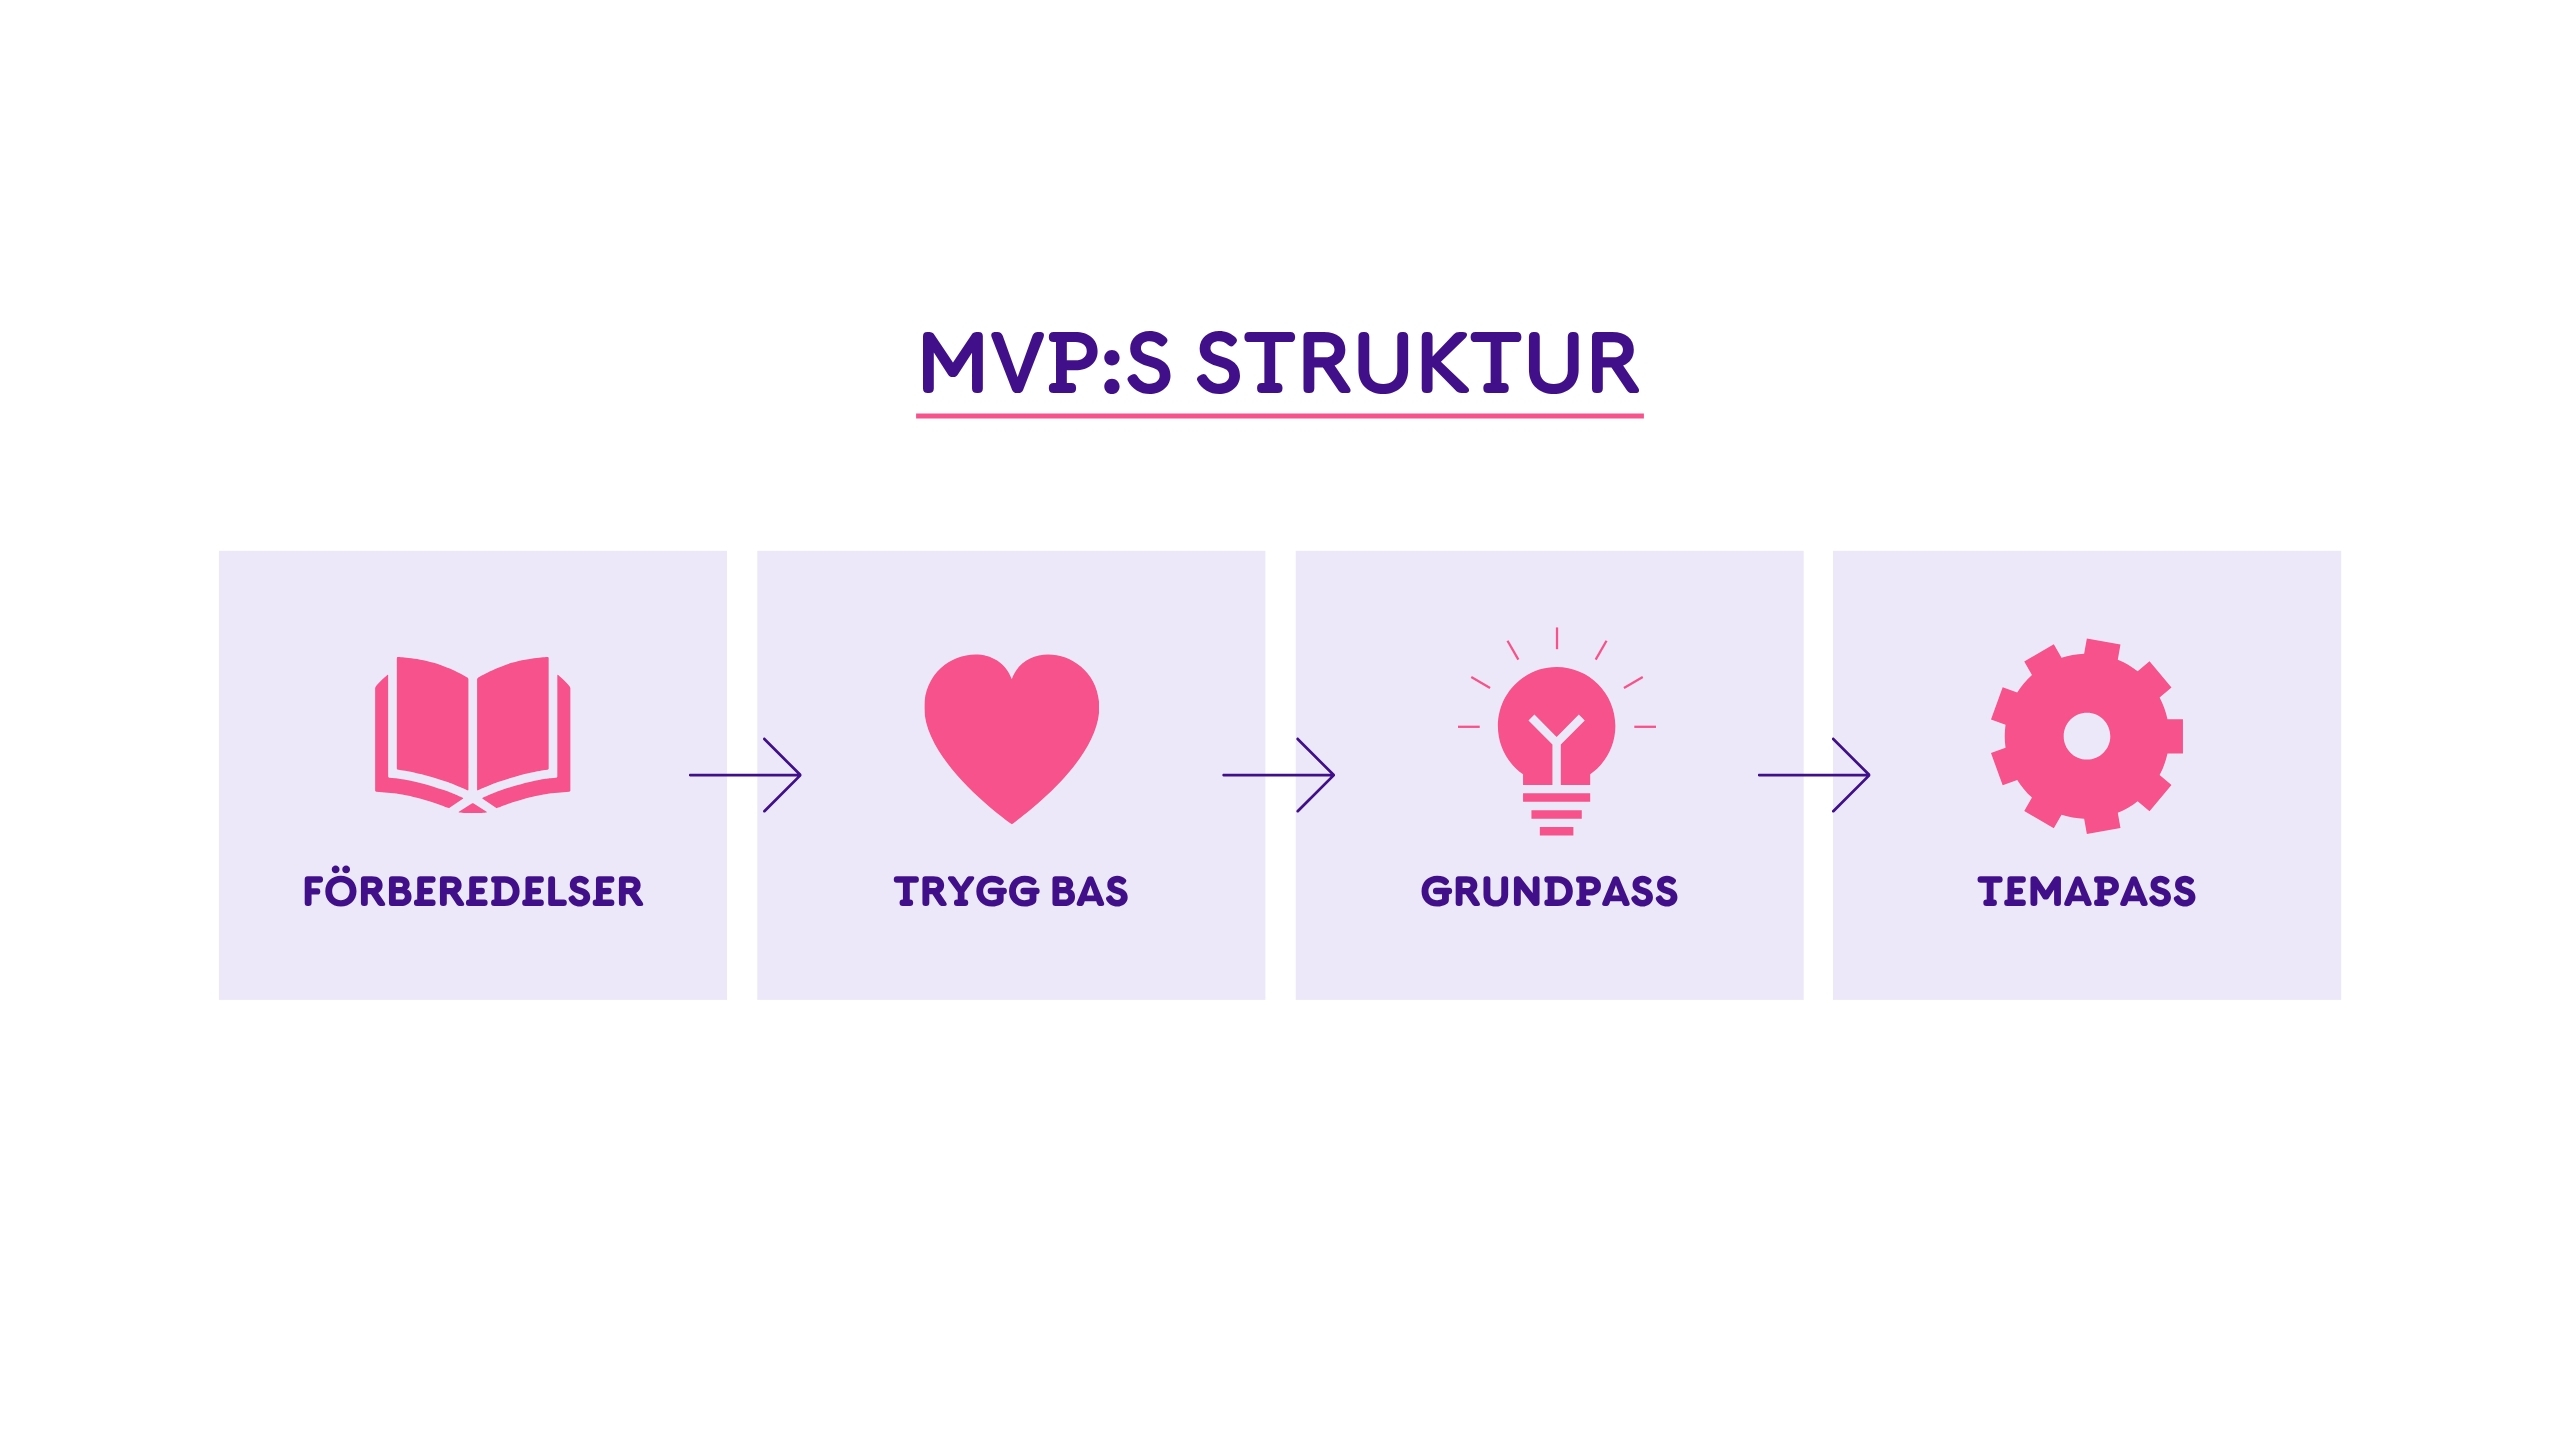 MVP:S STRUKTUR
FÖRBEREDELSER
TRYGG BAS
GRUNDPASS
TEMAPASS